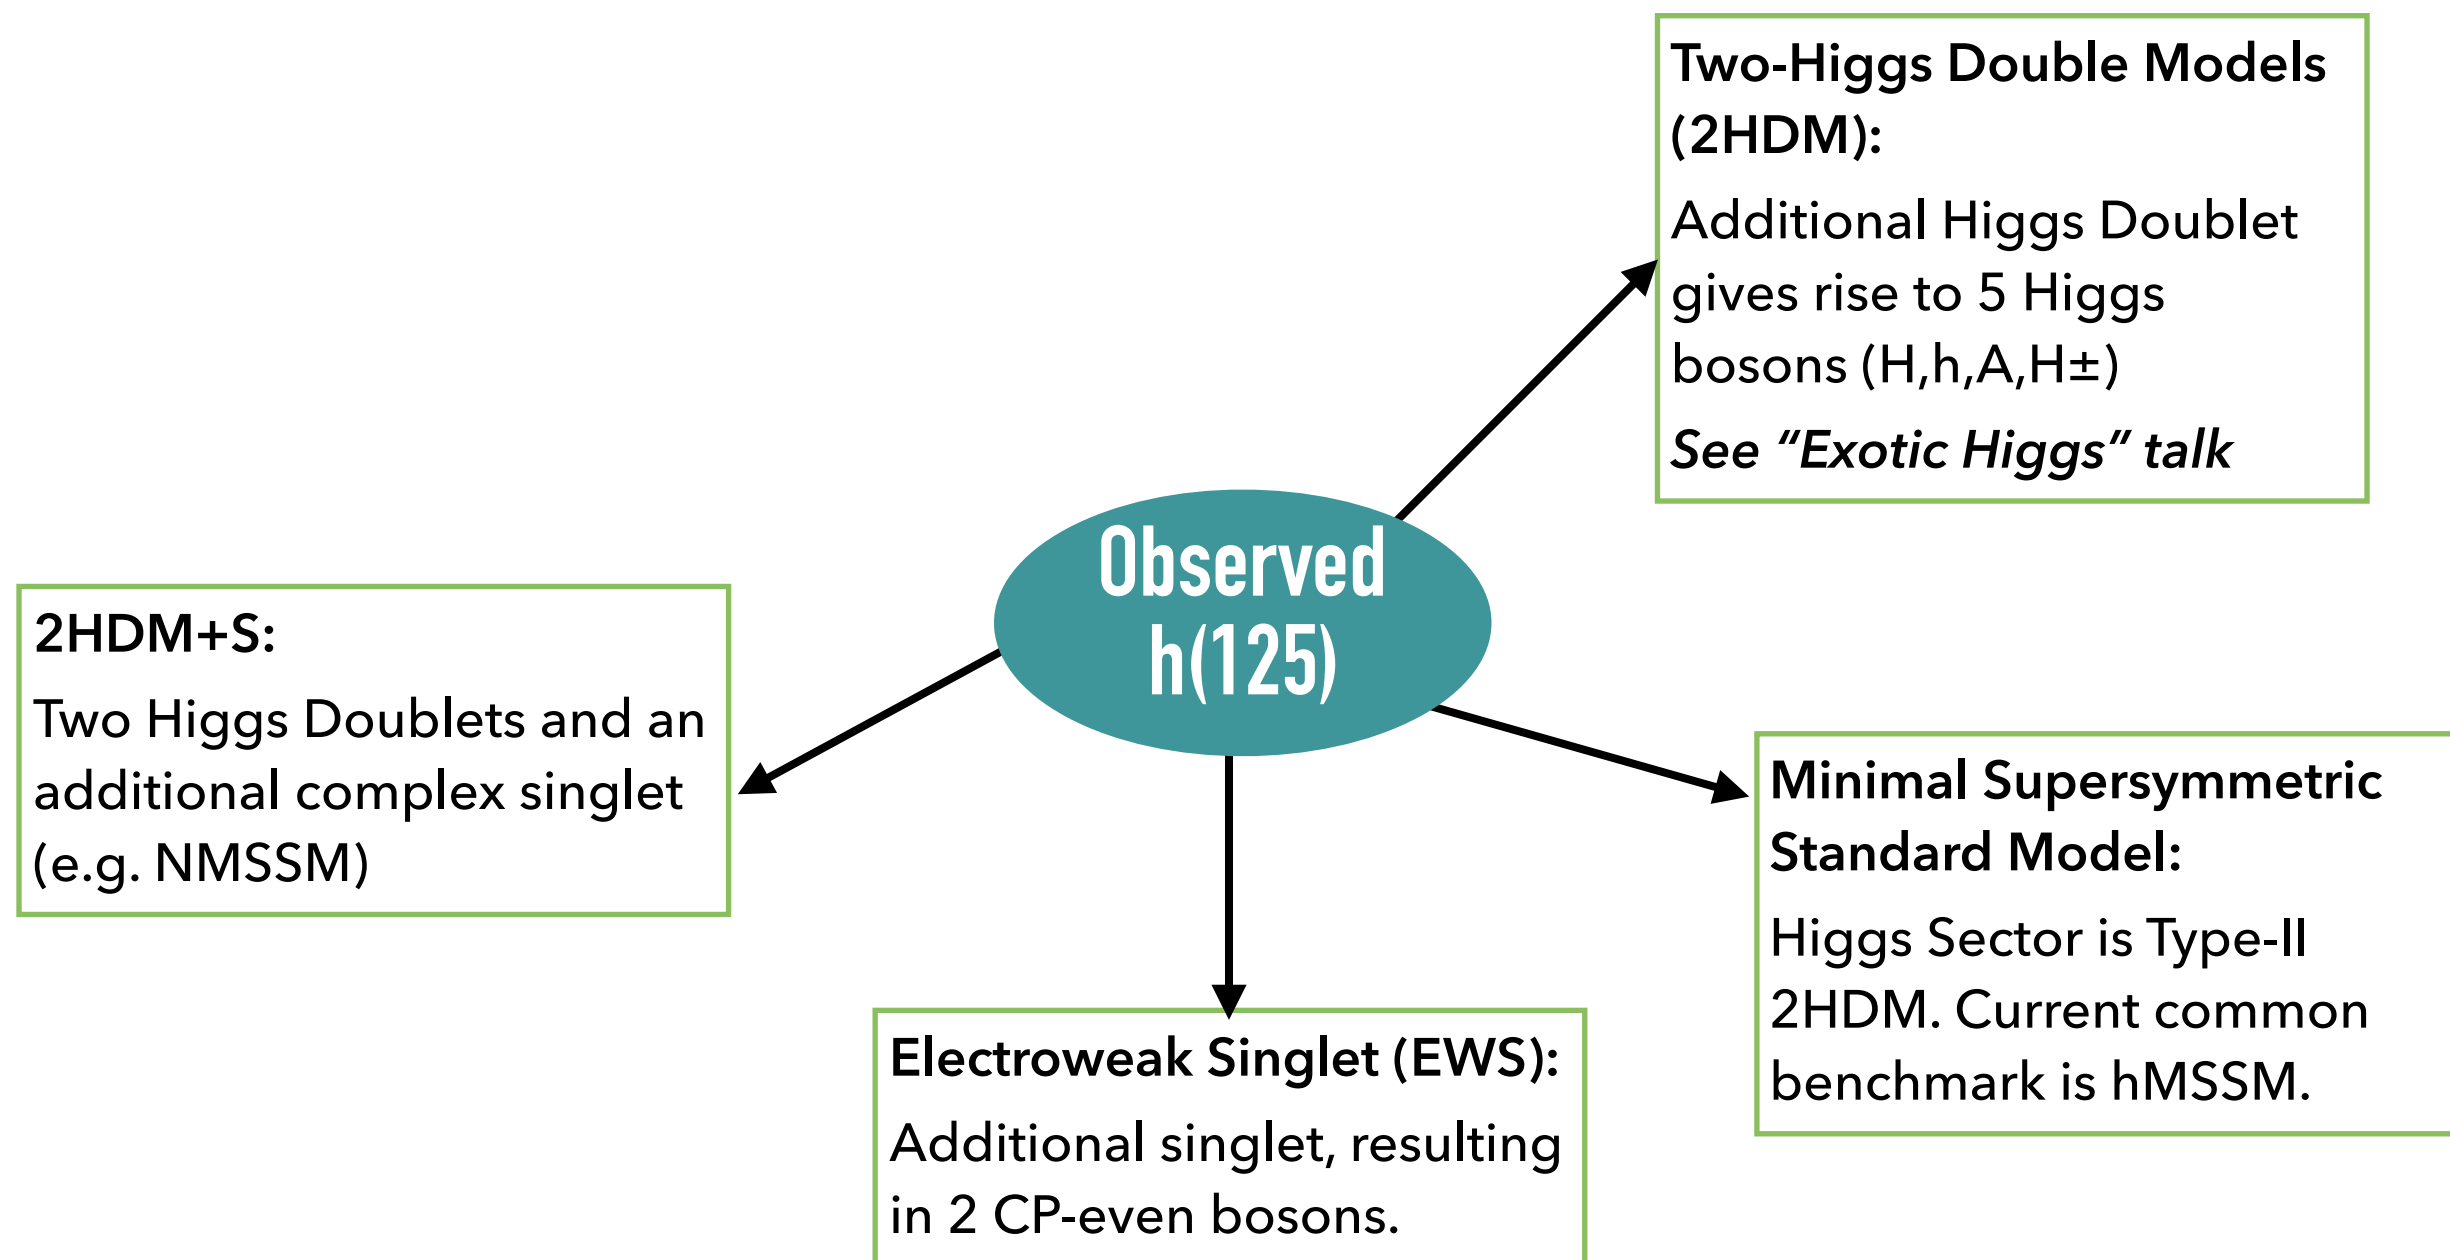 Two-Higgs Double Models
(2HDM):
Additional Higgs Doublet
gives rise to 5 Higgs
bosons (H,h,A,H±)
See “Exotic Higgs” talk
Observed
h(125)
2HDM+S:
Two Higgs Doublets and an
additional complex singlet
(e.g. NMSSM)
Minimal Supersymmetric
Standard Model:
Higgs Sector is Type-II
2HDM. Current common
benchmark is hMSSM.
Electroweak Singlet (EWS):
Additional singlet, resulting
in 2 CP-even bosons.